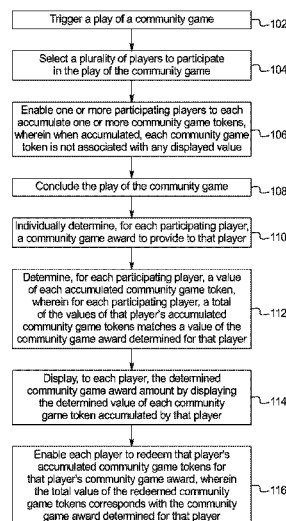 Trigger a play of a community game
102
Select a plurality of players to participate
in the play of the community game
104
Enable one or more participating players to each
accumulate one or more community game tokens,
wherein when accumulated, each community game
token is not associated with any displayed value
106
Conclude the play of the community game
108
Individually determine, for each participating player,
a community game award to provide to that player
110
Determine, for each participating player, a value
of each accumulated community game token,
wherein for each participating player, a total
of the values of that player's accumulated
community game tokens matches a value of the
community game award determined for that player
112
Display, to each player, the determined
community game award amount by displaying
the determined value of each community
game token accumulated by that player
114
Enable each player to redeem that player's
accumulated community game tokens for
that player's community game award, wherein
the total value of the redeemed community
game tokens corresponds with the community
game award determined for that player
116